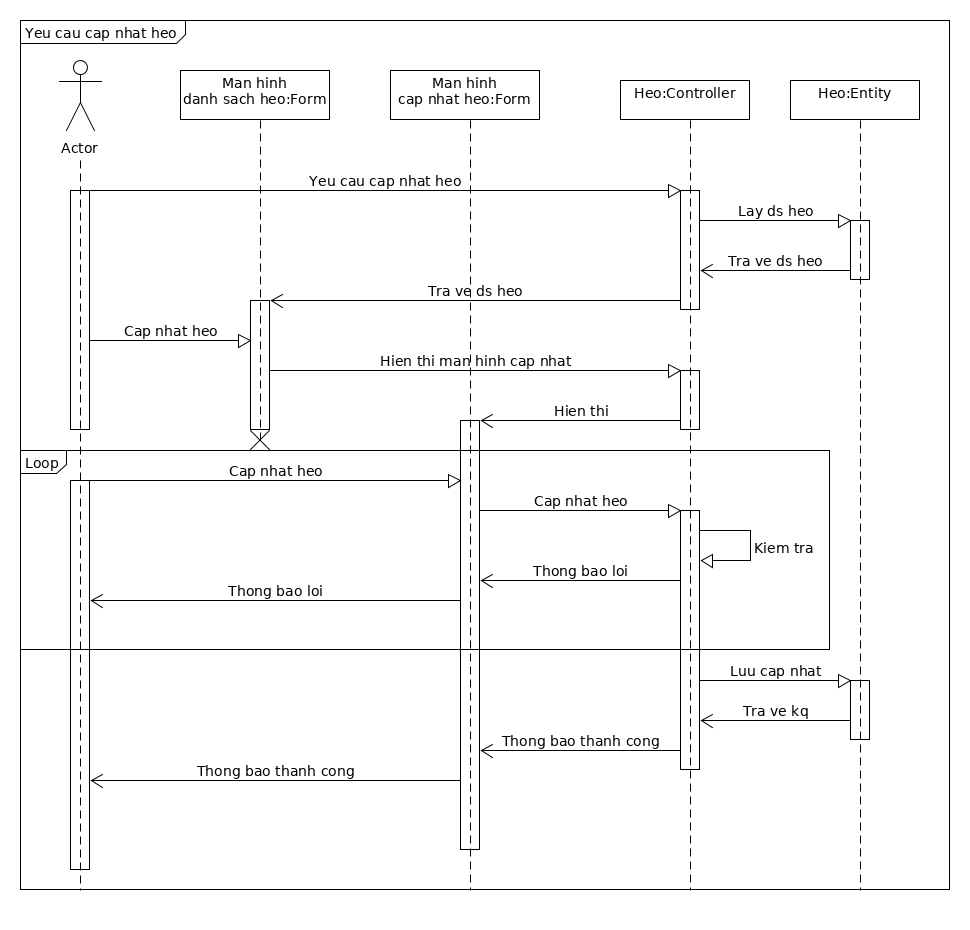 Yeu cau cap nhat heo
Actor
Man hinh
danh sach heo:Form
Man hinh
cap nhat heo:Form
Heo:Controller
Heo:Entity
Yeu cau cap nhat heo
Lay ds heo
Tra ve ds heo
Tra ve ds heo
Cap nhat heo
Hien thi man hinh cap nhat
Hien thi
Loop
Cap nhat heo
Cap nhat heo
Kiem tra
Thong bao loi
Thong bao loi
Luu cap nhat
Tra ve kq
Thong bao thanh cong
Thong bao thanh cong